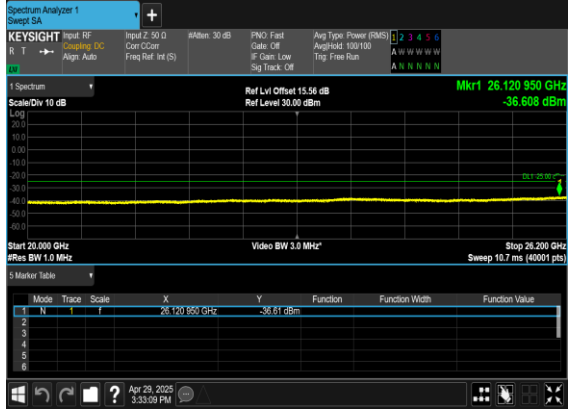 Spectrum Analyzer 1
Swept SA
+
KEYSIGHT
R T
Input: RF
Coupling: DC
Align: Auto
Input Z: 50 Ω
Corr CCorr
Freq Ref: Int (S)
#Atten: 30 dB
PNO: Fast
Gate: Off
IF Gain: Low
Sig Track: Off
Avg Type: Power (RMS)
Avg|Hold: 100/100
Trig: Free Run
1 2 3 4 5 6
A W W W W W
A N N N N N
1 Spectrum
Scale/Div 10 dB
Ref Lvl Offset 15.56 dB
Ref Level 30.00 dBm
Mkr1 26.120 950 GHz
-36.608 dBm
Log
20.0
10.0
0.00
-10.0
-20.0
DL1 -25.00
-30.0
-40.0
-50.0
-60.0
Start 20.000 GHz
#Res BW 1.0 MHz
Video BW 3.0 MHz*
Stop 26.200 GHz
Sweep 10.7 ms (40001 pts)
5 Marker Table
Mode Trace Scale X Y Function Function Width Function Value
1 N 1 f 26.120 950 GHz -36.61 dBm
2
3
4
5
6
?
Apr 29, 2025
3:33:09 PM